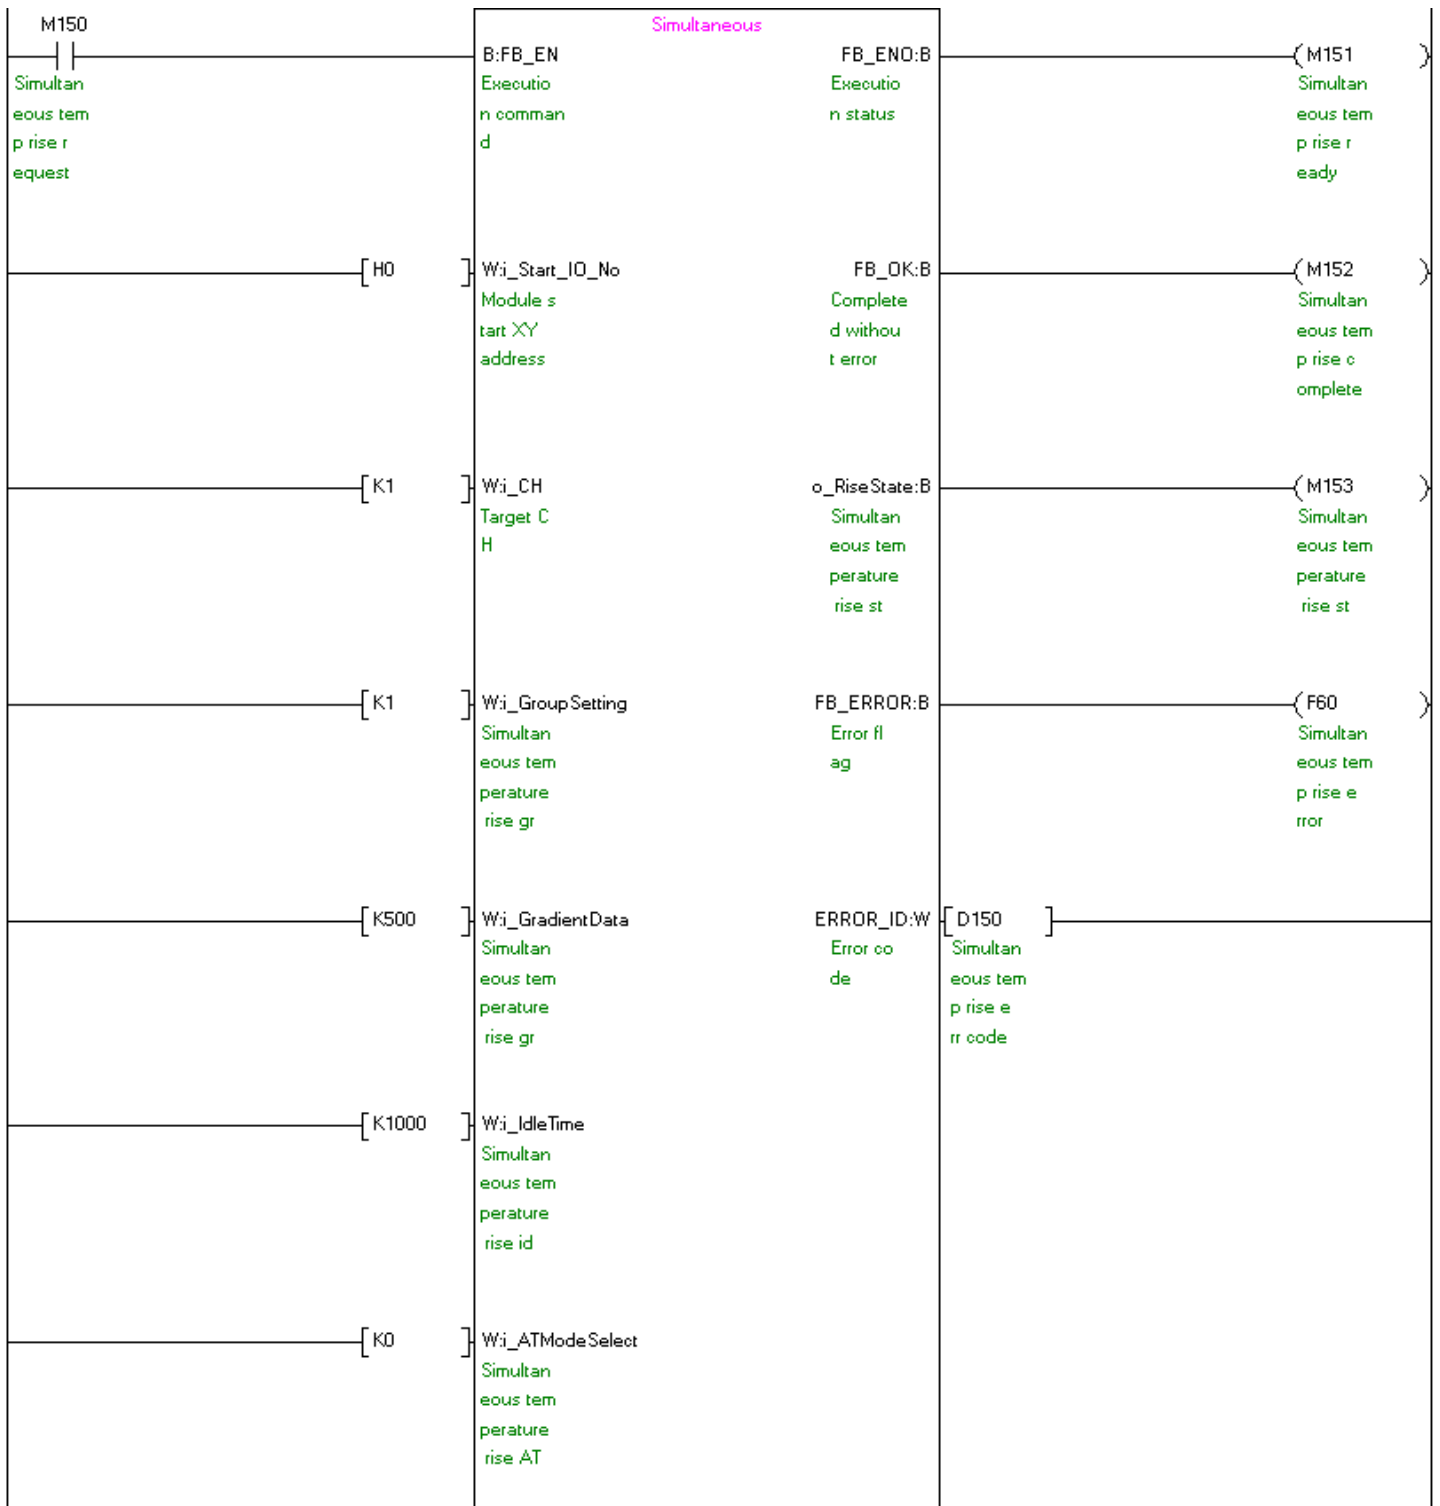 M150
Simultaneous
B:FB_EN
FB_ENO:B
M151
Simultan
eous tem
p rise r
equest
Executio
n comman
d
Executio
n status
Simultan
eous tem
p rise r
eady
H0
W:i_Start_IO_No
FB_OK:B
M152
Module s
tart XY
address
Complete
d withou
t error
Simultan
eous tem
p rise c
omplete
K1
W:i_CH
o_RiseState:B
M153
Target C
H
Simultan
eous tem
perature
rise st
Simultan
eous tem
perature
rise st
K1
W:i_GroupSetting
FB_ERROR:B
F60
Simultan
eous tem
perature
rise gr
Error fl
ag
Simultan
eous tem
p rise e
rror
K500
W:i_GradientData
ERROR_ID:W
D150
Simultan
eous tem
perature
rise gr
Error co
de
Simultan
eous tem
p rise e
rr code
K1000
W:i_IdleTime
Simultan
eous tem
perature
rise id
K0
W:i_ATModeSelect
Simultan
eous tem
perature
rise AT